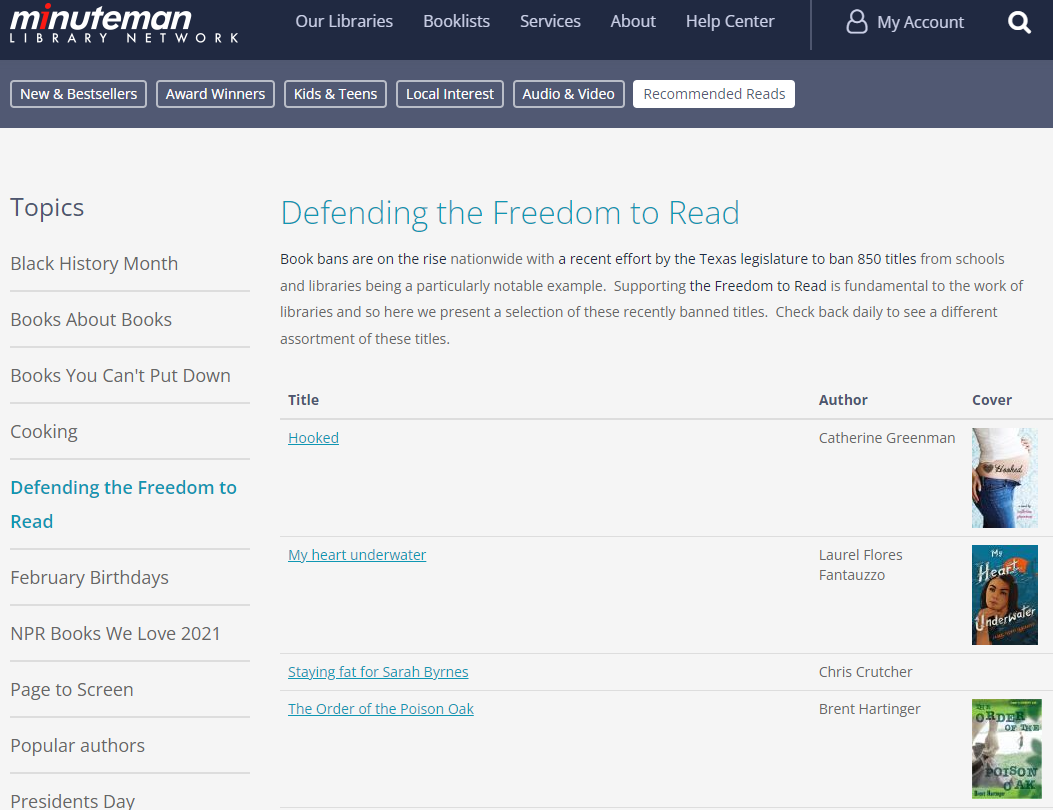 minuteman
LIBRARY NETWORK
Our Libraries
Booklists
Services
About
Help Center
My Account
New & Bestsellers
Award Winners
Kids & Teens
Local Interest
Audio & Video
Recommended Reads
Topics
Black History Month
Books About Books
Books You Can't Put Down
Cooking
Defending the Freedom to
Read
February Birthdays
NPR Books We Love 2021
Page to Screen
Popular authors
Presidents Day
Defending the Freedom to Read
Book bans are on the rise nationwide with a recent effort by the Texas legislature to ban 850 titles from schools
and libraries being a particularly notable example.  Supporting the Freedom to Read is fundamental to the work of
libraries and so here we present a selection of these recently banned titles.  Check back daily to see a different
assortment of these titles.
Title Author Cover
Hooked Catherine Greenman
Hooked
My heart underwater Laurel Flores
Fantauzzo
My
Heart
Underwater
Staying fat for Sarah Byrnes Chris Crutcher
The Order of the Poison Oak Brent Hartinger
THE
ORDER
OF THE
POISON
OAK
Brent Hartinger